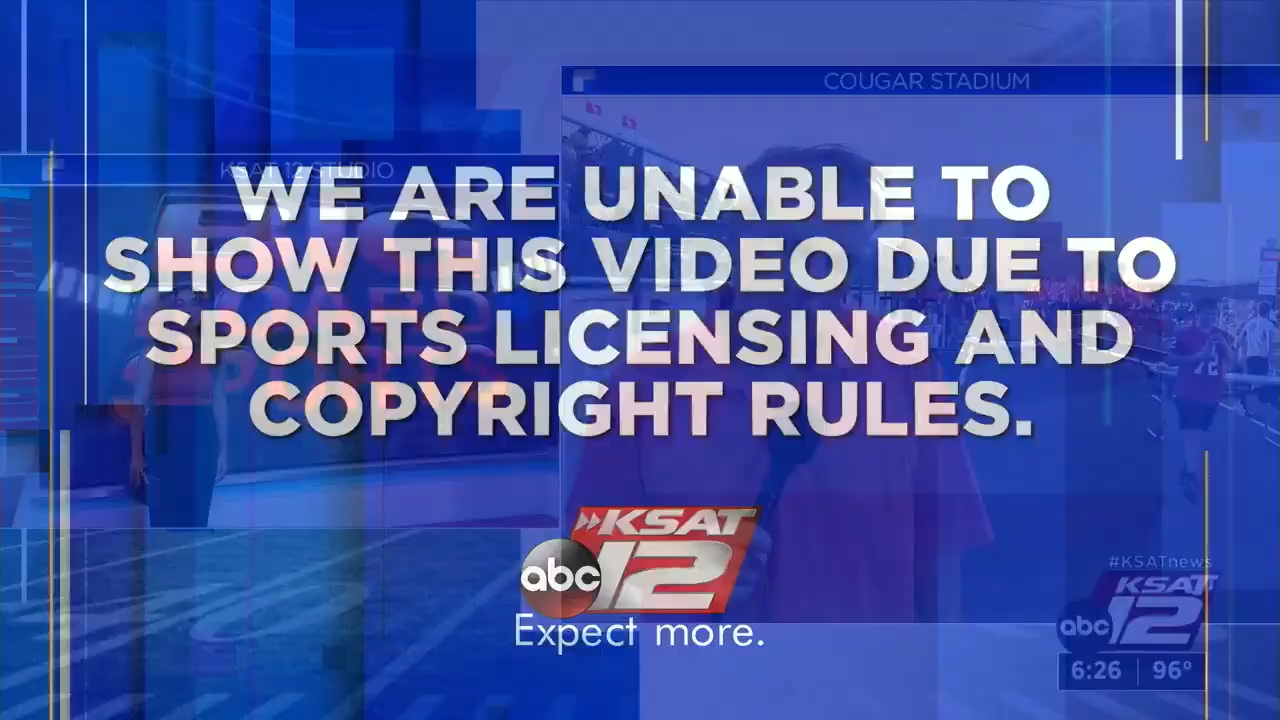 COUGAR STADIUM
KSAT 12 STUDIO
WE ARE UNABLE TO
SHOW THIS VIDEO DUE TO
SPORTS LICENSING AND
COPYRIGHT RULES.
KSAT
abc 12
Expect more.
72
#KSATnews
KSAT
abc 12
6:26 96°